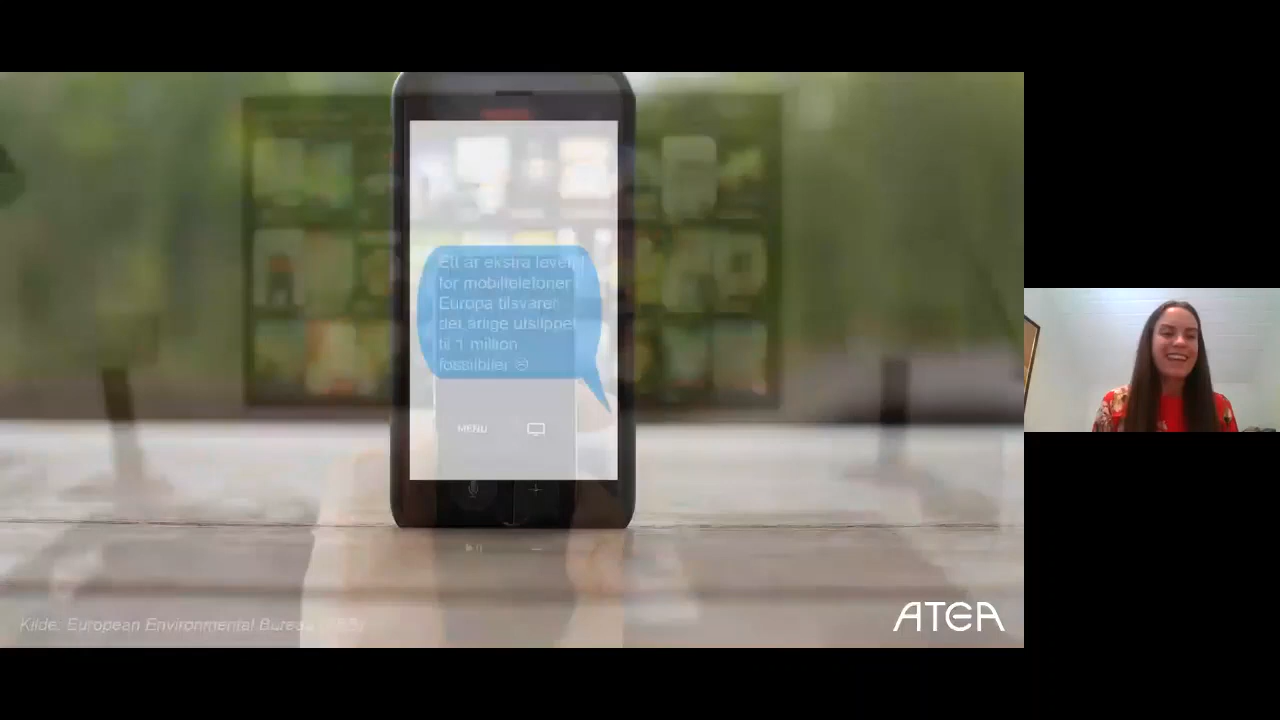 Ett år ekstra levetid
for mobiltelefoner i
Europa tilsvarer
det årlige utslippet
til 1 million
fossilbiler
MENU
Kilde: European Environmental Bureau
ATEA